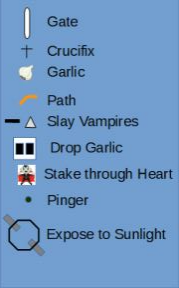 Gate
Crucifix
Garlic
Path
Slay Vampires
Drop Garlic
Stake through Heart
Pinger
Expose to Sunlight